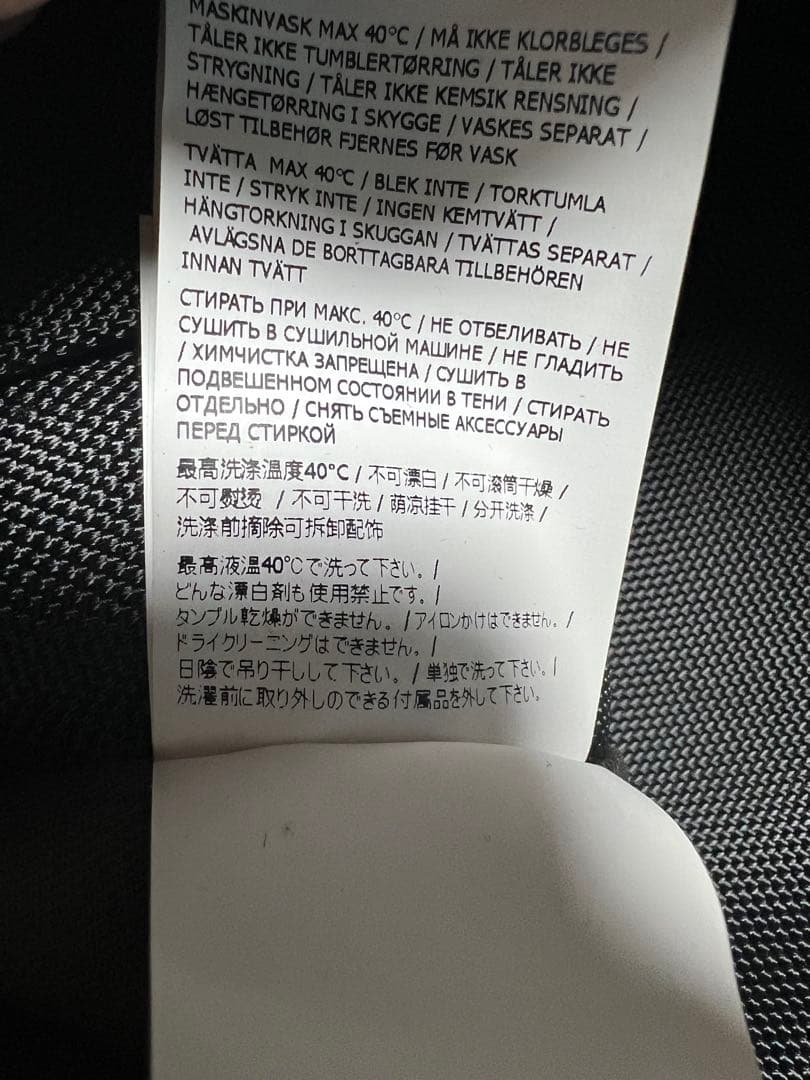 MASKINVASK MAX 40°C / MÅ IKKE KLORBLEGES /
TÅLER IKKE TUMBLERTØRRING / TÅLER IKKE
STRYGNING / TÅLER IKKE KEMSIK RENSNING /
HÆNGETØRRING I SKYGGE / VASKES SEPARAT /
LØST TILBEHØR FJERNES FØR VASK
TVÄTTA MAX 40°C / BLEK INTE / TORKTUMLA
INTE / STRYK INTE / INGEN KEMTVÄTT /
HÄNGTORKNING I SKUGGAN / TVÄTTAS SEPARAT /
AVLÄGSNA DE BORTTAGBARA TILLBEHÖREN
INNAN TVÄTT
СТИРАТЬ ПРИ МАКС. 40°C / НЕ ОТБЕЛИВАТЬ / НЕ
СУШИТЬ В СУШИЛЬНОЙ МАШИНЕ / НЕ ГЛАДИТЬ
/ ХИМЧИСТКА ЗАПРЕЩЕНА / СУШИТЬ В
ПОДВЕШЕННОМ СОСТОЯНИИ В ТЕНИ / СТИРАТЬ
ОТДЕЛЬНО / СНЯТЬ СЪЕМНЫЕ АКСЕССУАРЫ
ПЕРЕД СТИРКОЙ
最高洗涤温度40°C / 不可漂白 / 不可滚筒干燥 /
不可熨烫 / 不可干洗 / 荫凉挂干 / 分开洗涤 /
洗涤前摘除可拆卸配饰
最高液温40°Cで洗って下さい。/
どんな漂白剤も使用禁止です。/
タンブル乾燥ができません。/ アイロンかけはできません。/
ドライクリーニングはできません。/
日陰で吊り干しして下さい。/ 単独で洗って下さい。/
洗濯前に取り外しのできる付属品を外して下さい。